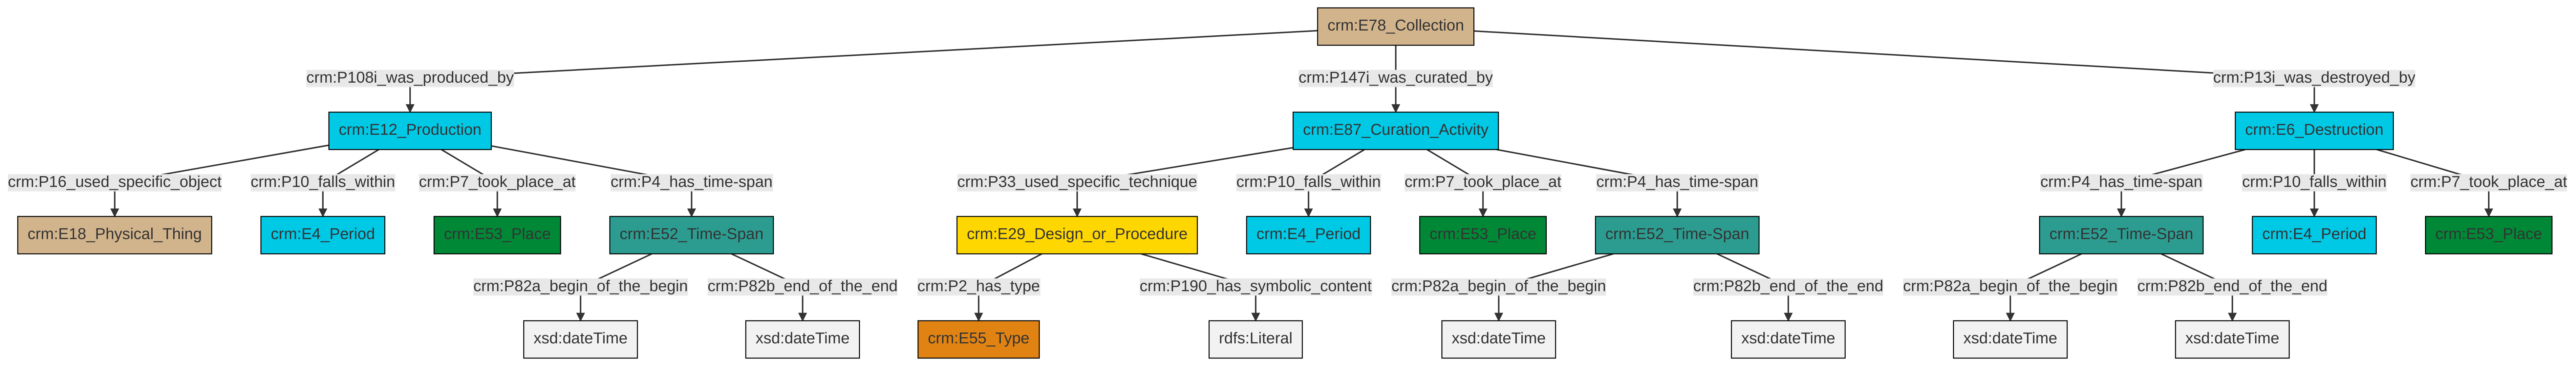 crm:E78_Collection
crm:P108i_was_produced_by
crm:P147i_was_curated_by
crm:P13i_was_destroyed_by
crm:E12_Production
crm:E87_Curation_Activity
crm:E6_Destruction
crm:P16_used_specific_object
crm:P10_falls_within
crm:P7_took_place_at
crm:P4_has_time-span
crm:P33_used_specific_technique
crm:P10_falls_within
crm:P7_took_place_at
crm:P4_has_time-span
crm:P4_has_time-span
crm:P10_falls_within
crm:P7_took_place_at
crm:E18_Physical_Thing
crm:E4_Period
crm:E53_Place
crm:E52_Time-Span
crm:E29_Design_or_Procedure
crm:E4_Period
crm:E53_Place
crm:E52_Time-Span
crm:E52_Time-Span
crm:E4_Period
crm:E53_Place
crm:P82a_begin_of_the_begin
crm:P82b_end_of_the_end
crm:P2_has_type
crm:P190_has_symbolic_content
crm:P82a_begin_of_the_begin
crm:P82b_end_of_the_end
crm:P82a_begin_of_the_begin
crm:P82b_end_of_the_end
xsd:dateTime
xsd:dateTime
crm:E55_Type
rdfs:Literal
xsd:dateTime
xsd:dateTime
xsd:dateTime
xsd:dateTime